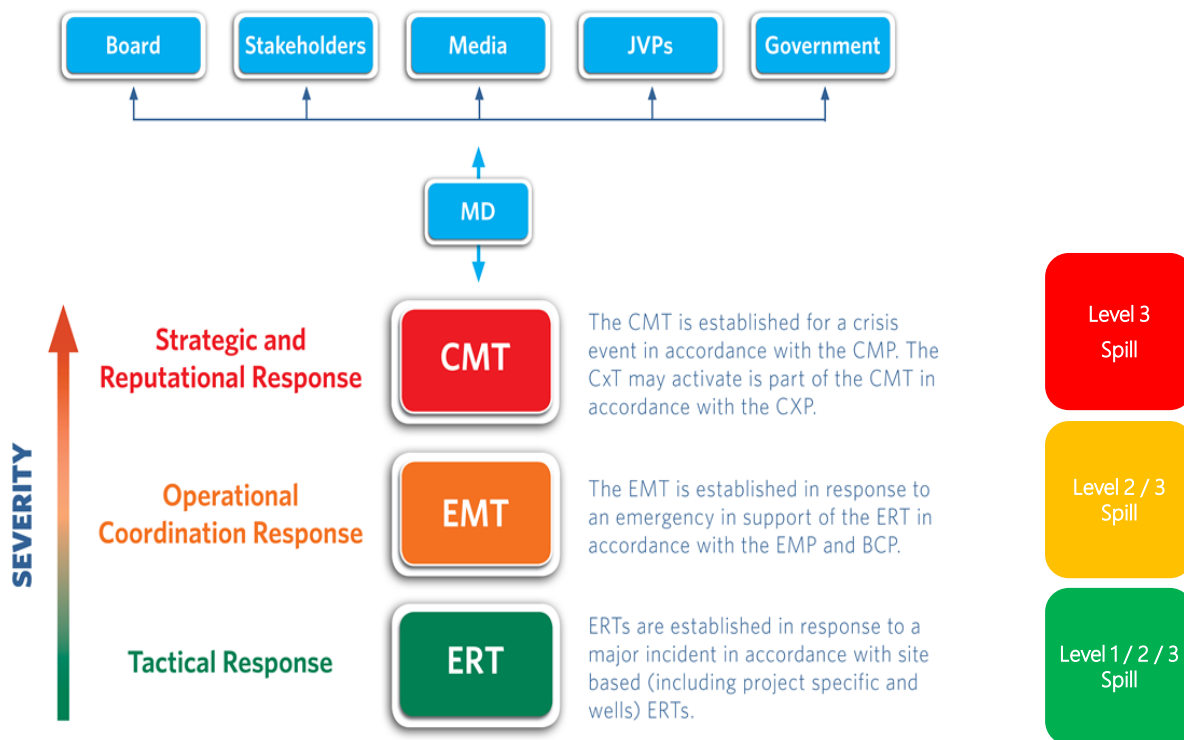 Board
Stakeholders
Media
JVPs
Government
MD
SEVERITY
Strategic and
Reputational Response
CMT
The CMT is established for a crisis
event in accordance with the CMP. The
CxT may activate is part of the CMT in
accordance with the CXP.
Level 3
Spill
Operational
Coordination Response
EMT
The EMT is established in response to
an emergency in support of the ERT in
accordance with the EMP and BCP.
Level 2 / 3
Spill
Tactical Response
ERT
ERTs are established in response to a
major incident in accordance with site
based (including project specific and
wells) ERTs.
Level 1 / 2 / 3
Spill